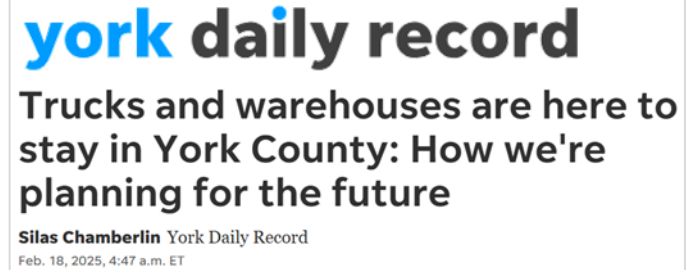 york daily record
Trucks and warehouses are here to
stay in York County: How we're
planning for the future
Silas Chamberlin York Daily Record
Feb. 18, 2025, 4:47 a.m. ET